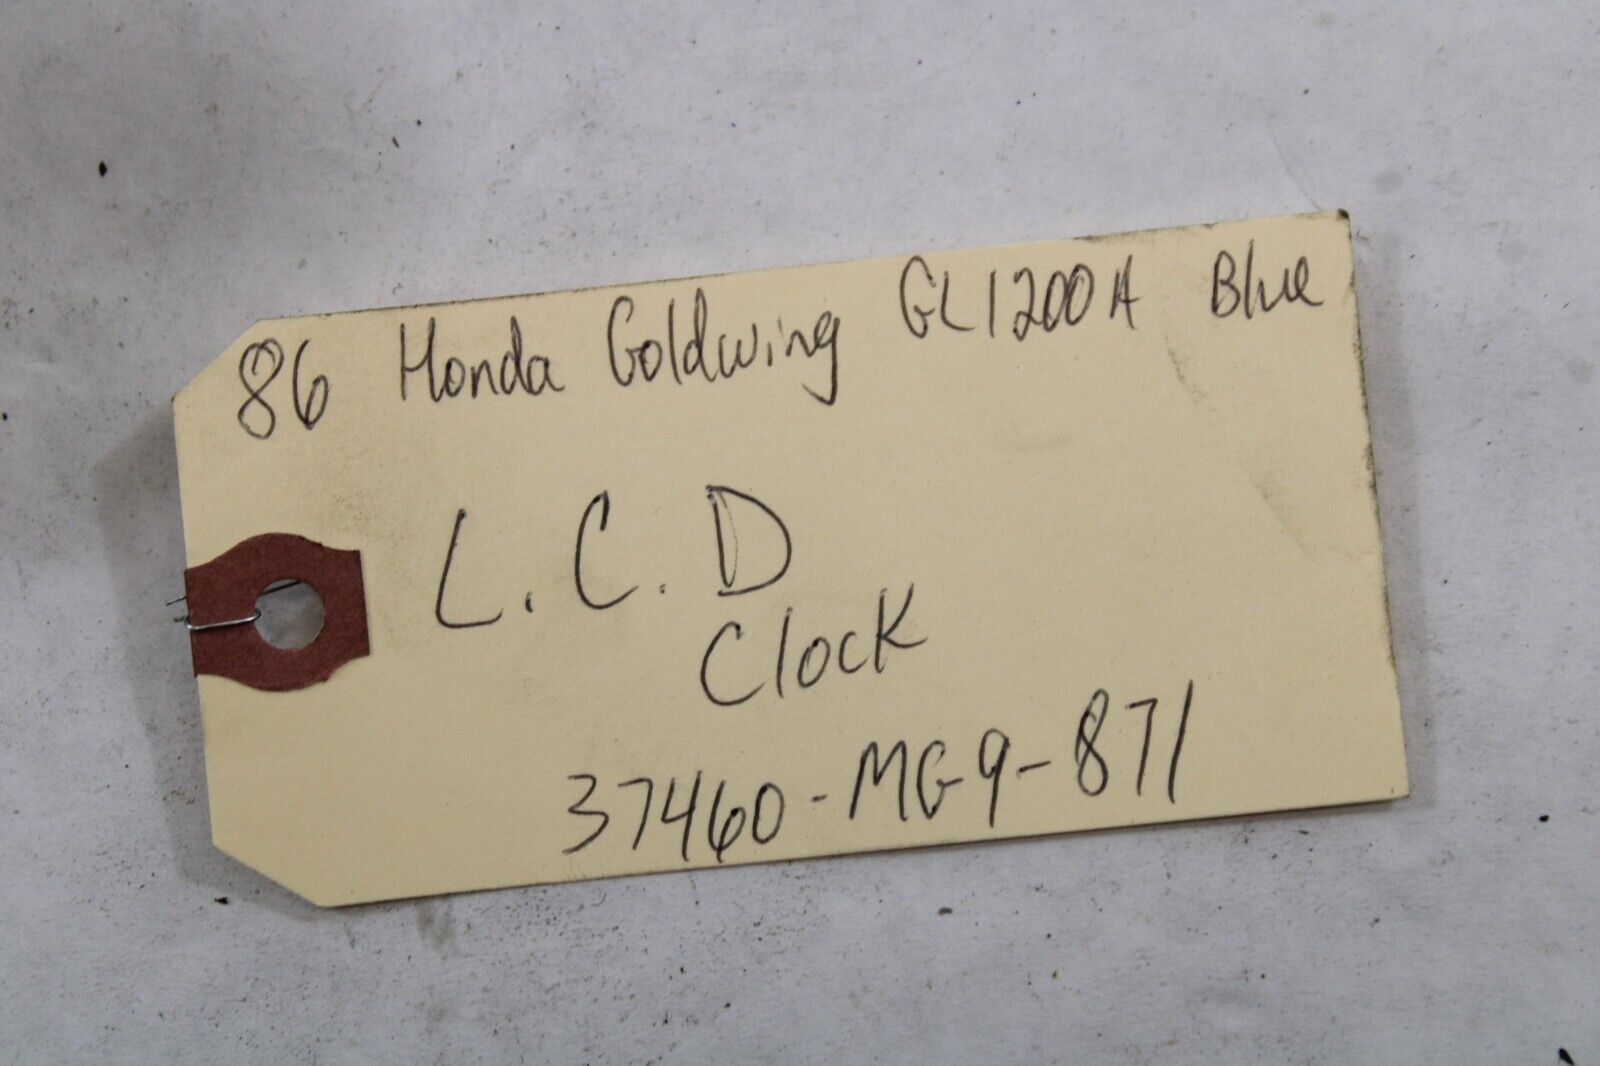 86 Honda Goldwing GL1200A Blue
L.C.D
Clock
37460-MG9-871